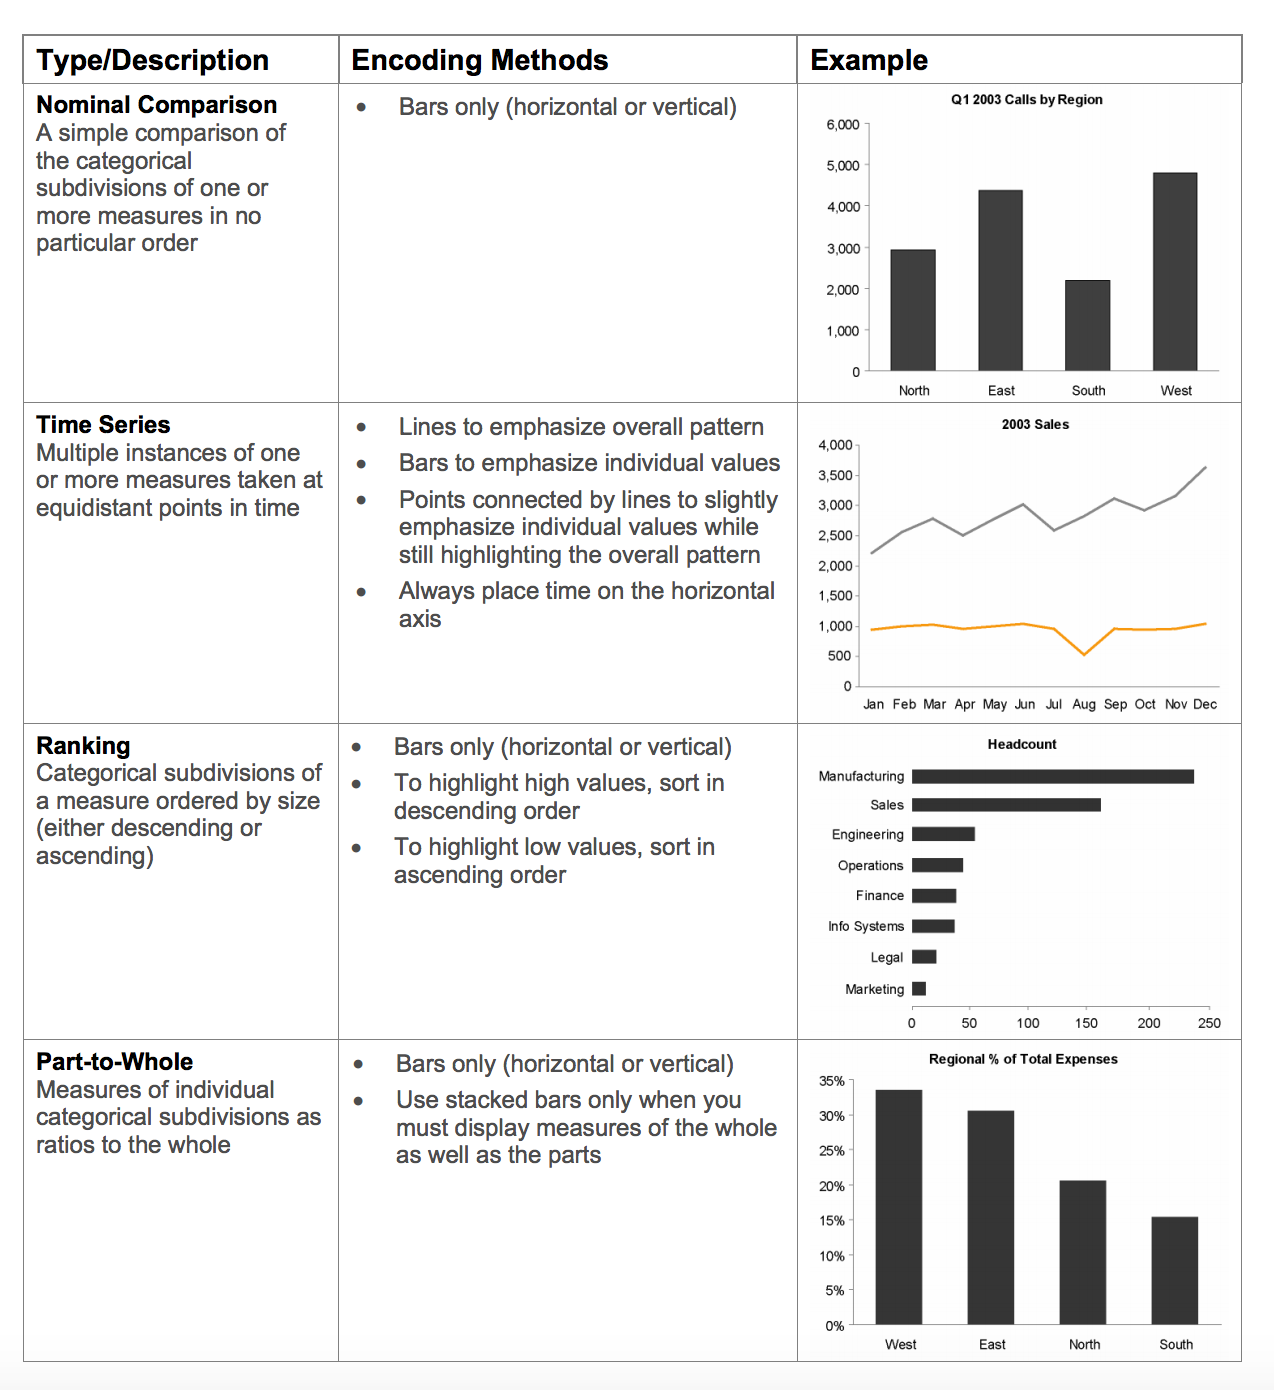 Type/Description
Encoding Methods
Example
Nominal Comparison
A simple comparison of
the categorical
subdivisions of one or
more measures in no
particular order
• Bars only (horizontal or vertical)
Q1 2003 Calls by Region
6,000
5,000
4,000
3,000
2,000
1,000
0
North East South West
Time Series
Multiple instances of one
or more measures taken at
equidistant points in time
• Lines to emphasize overall pattern
• Bars to emphasize individual values
• Points connected by lines to slightly
emphasize individual values while
still highlighting the overall pattern
• Always place time on the horizontal
axis
2003 Sales
4,000
3,500
3,000
2,500
2,000
1,500
1,000
500
0
Jan Feb Mar Apr May Jun Jul Aug Sep Oct Nov Dec
Ranking
Categorical subdivisions of
a measure ordered by size
(either descending or
ascending)
• Bars only (horizontal or vertical)
• To highlight high values, sort in
descending order
• To highlight low values, sort in
ascending order
Headcount
Manufacturing
Sales
Engineering
Operations
Finance
Info Systems
Legal
Marketing
0 50 100 150 200 250
Part-to-Whole
Measures of individual
categorical subdivisions as
ratios to the whole
• Bars only (horizontal or vertical)
• Use stacked bars only when you
must display measures of the whole
as well as the parts
Regional % of Total Expenses
35%
30%
25%
20%
15%
10%
5%
0%
West East North South